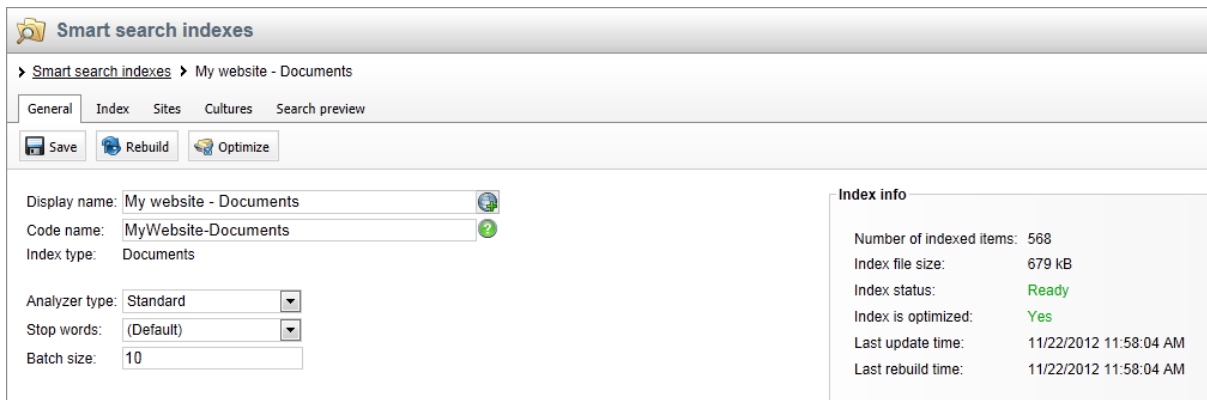 Smart search indexes
Smart search indexes > My website - Documents
General Index Sites Cultures Search preview
Save Rebuild Optimize
Display name: My website - Documents
Code name: MyWebsite-Documents
Index type: Documents
Analyzer type: Standard
Stop words: (Default)
Batch size: 10
Index info
Number of indexed items: 568
Index file size: 679 kB
Index status: Ready
Index is optimized: Yes
Last update time: 11/22/2012 11:58:04 AM
Last rebuild time: 11/22/2012 11:58:04 AM